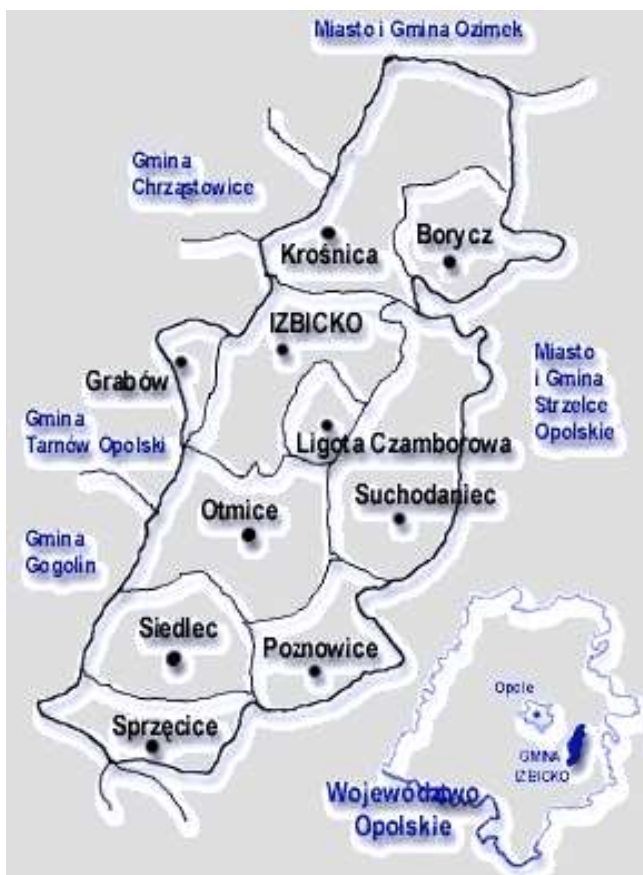 Miasto i Gmina Ozimek
Gmina
Chrząstowice
Krośnica
Borycz
IZBICKO
Grabów
Miasto
i Gmina
Strzelce
Opolskie
Gmina
Tarnów Opolski
Ligota Czamborowa
Suchodaniec
Otmice
Gmina
Gogolin
Siedlec
Poznowice
Sprzęcice
Opole
GMINA
IZBICKO
Województwo
Opolskie